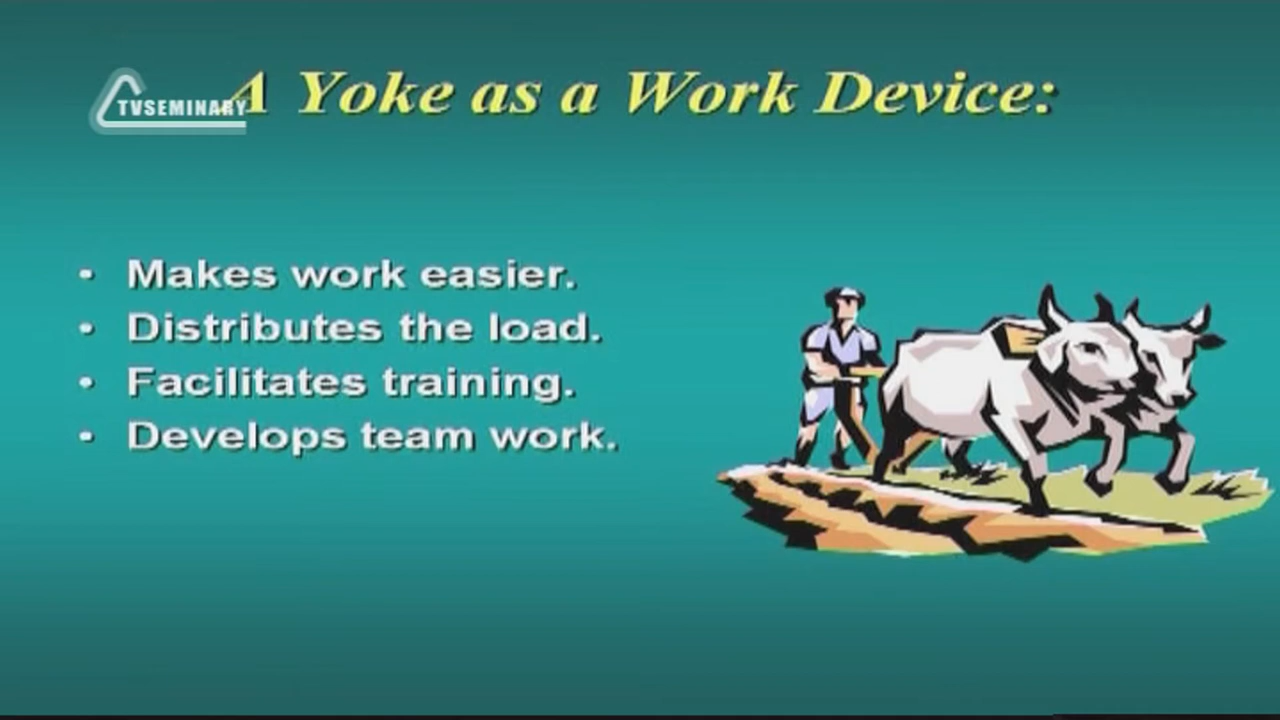 A Yoke as a Work Device:
TVSEMINARY
• Makes work easier.
• Distributes the load.
• Facilitates training.
• Develops team work.